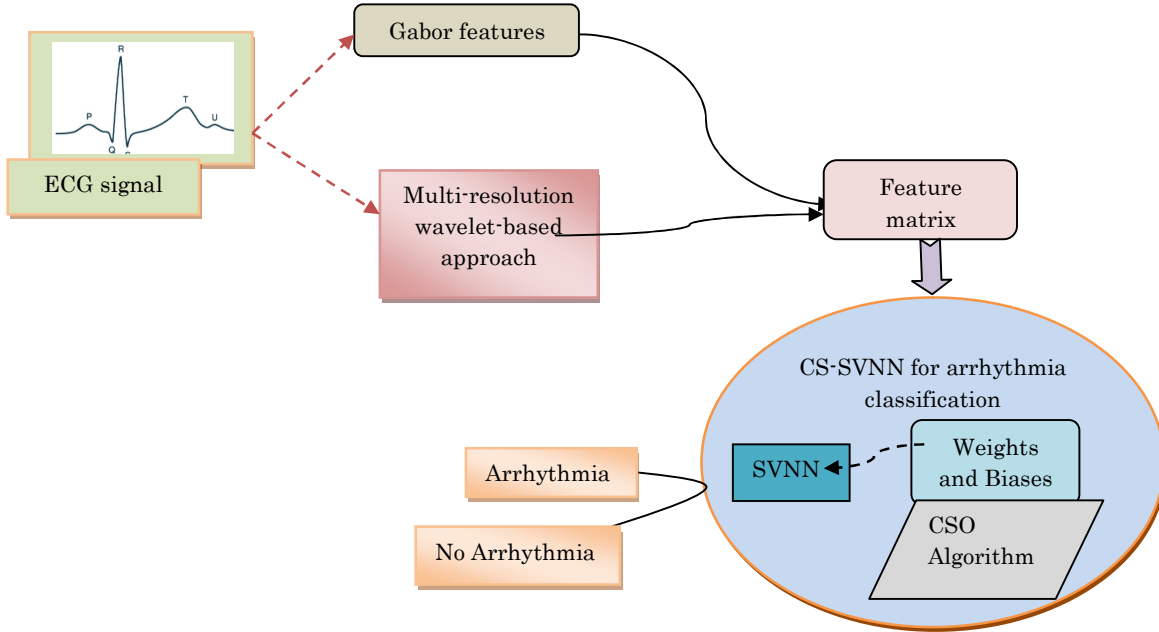 R
P
T
U
Q
ECG signal
Gabor features
Multi-resolution
wavelet-based
approach
Feature
matrix
CS-SVNN for arrhythmia
classification
SVNN
Weights
and Biases
CSO
Algorithm
Arrhythmia
No Arrhythmia